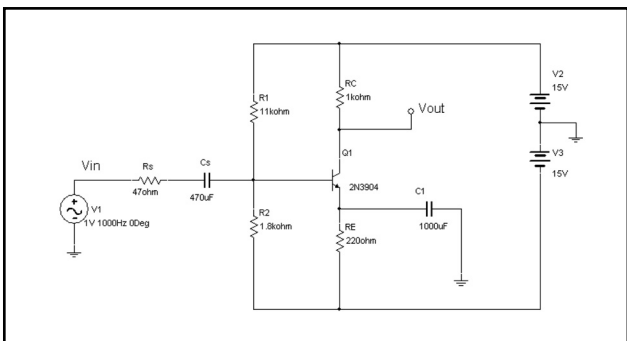 V2
15V
R1
11kohm
RC
1kohm
Vout
V3
15V
Q1
2N3904
Vin
Rs
47ohm
Cs
470uF
V1
1V 1000Hz 0Deg
C1
1000uF
R2
1.8kohm
RE
220ohm